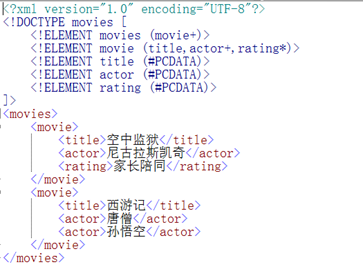 <?xml version="1.0" encoding="UTF-8"?>
<!DOCTYPE movies [
    <!ELEMENT movies (movie+)>
    <!ELEMENT movie (title,actor+,rating*)>
    <!ELEMENT title (#PCDATA)>
    <!ELEMENT actor (#PCDATA)>
    <!ELEMENT rating (#PCDATA)>
]>
<movies>
    <movie>
        <title>空中监狱</title>
        <actor>尼古拉斯凯奇</actor>
        <rating>家长陪同</rating>
    </movie>
    <movie>
        <title>西游记</title>
        <actor>唐僧</actor>
        <actor>孙悟空</actor>
    </movie>
</movies>